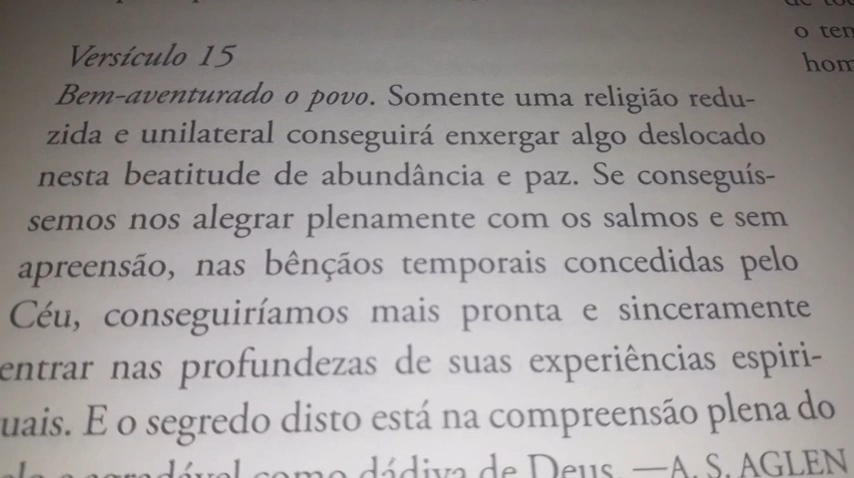 o
hom
Versículo 15
Bem-aventurado o povo. Somente uma religião redu-
zida e unilateral conseguirá enxergar algo deslocado
nesta beatitude de abundância e paz. Se conseguís-
semos nos alegrar plenamente com os salmos e sem
apreensão, nas bênçãos temporais concedidas pelo
Céu, conseguiríamos mais pronta e sinceramente
entrar nas profundezas de suas experiências espiri-
uais. E o segredo disto está na compreensão plena do
como dádiva de Deus. —A. S. AGLEN